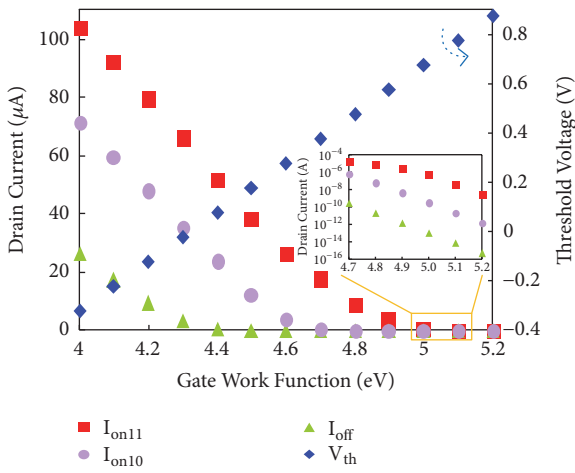 100
80
60
40
20
0
Drain Current (μA)
0.8
0.6
0.4
0.2
0
−0.2
−0.4
Threshold Voltage (V)
10⁻⁴
10⁻⁶
10⁻⁸
10⁻¹⁰
10⁻¹²
10⁻¹⁴
10⁻¹⁶
Drain Current (A)
4.7 4.8 4.9 5.0 5.1 5.2
4 4.2 4.4 4.6 4.8 5 5.2
Gate Work Function (eV)
I_on11
I_on10
I_off
V_th